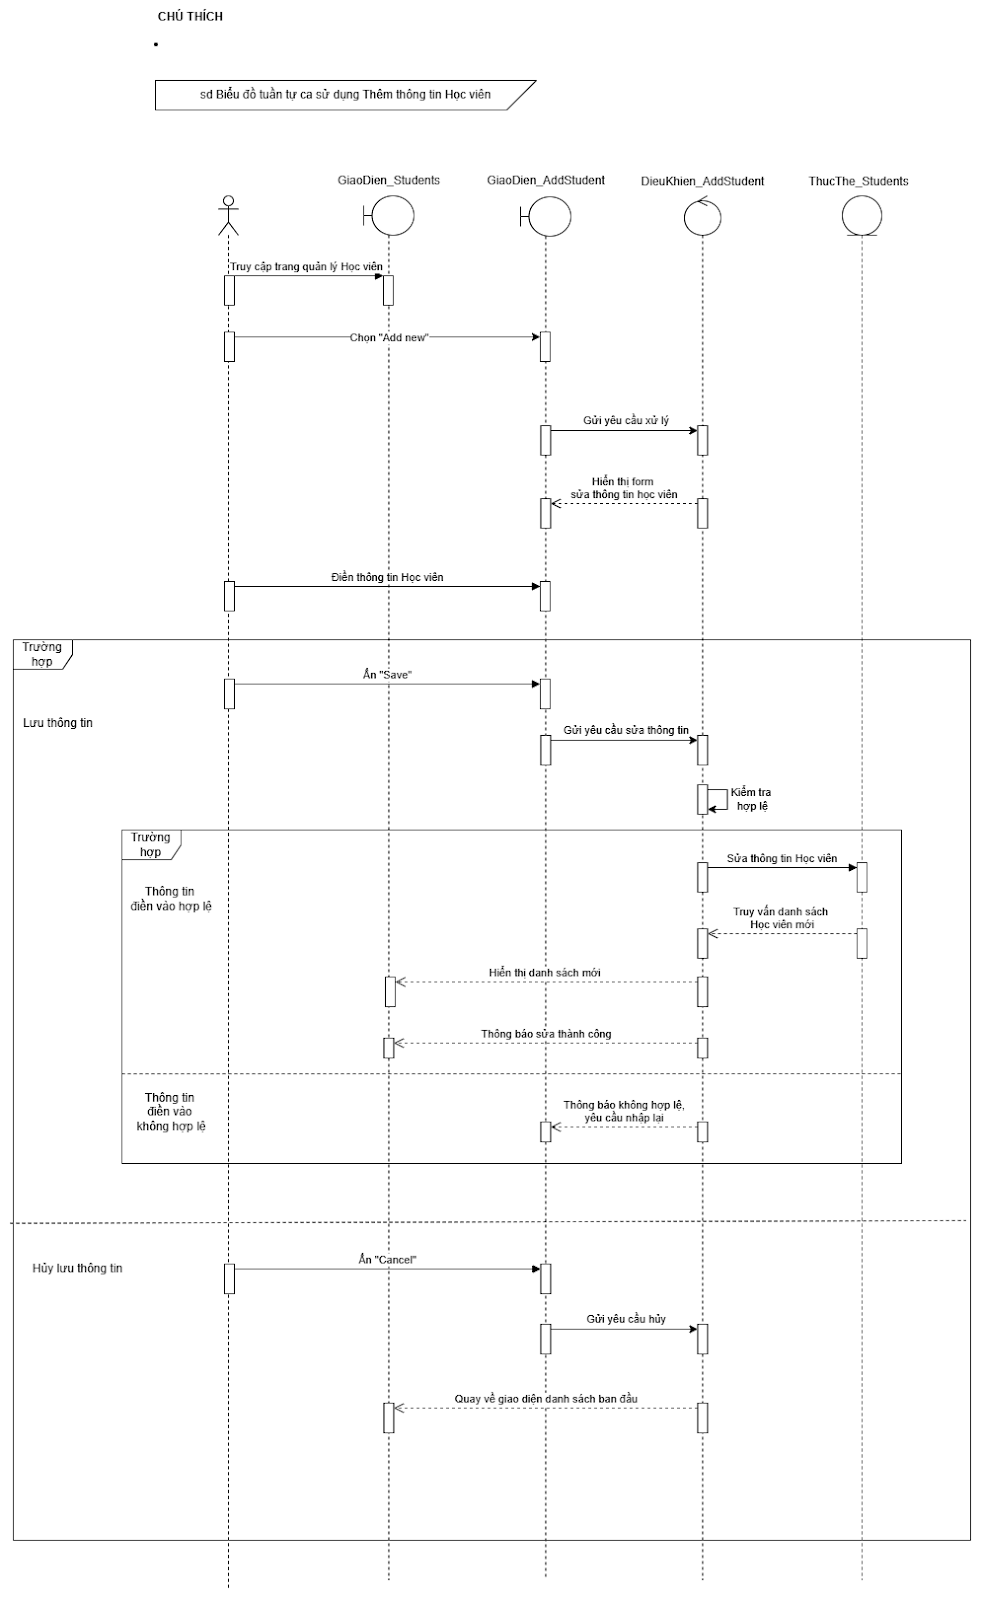 CHÚ THÍCH
sd Biểu đồ tuần tự ca sử dụng Thêm thông tin Học viên
GiaoDien_Students
GiaoDien_AddStudent
DieuKhien_AddStudent
ThucThe_Students
Truy cập trang quản lý Học viên
Chọn "Add new"
Gửi yêu cầu xử lý
Hiển thị form
sửa thông tin học viên
Điền thông tin Học viên
Trường
hợp
Ấn "Save"
Lưu thông tin
Gửi yêu cầu sửa thông tin
Kiểm tra
hợp lệ
Trường
hợp
Sửa thông tin Học viên
Thông tin
điền vào hợp lệ
Truy vấn danh sách
Học viên mới
Hiển thị danh sách mới
Thông báo sửa thành công
Thông tin
điền vào
không hợp lệ
Thông báo không hợp lệ,
yêu cầu nhập lại
Ấn "Cancel"
Hủy lưu thông tin
Gửi yêu cầu hủy
Quay về giao diện danh sách ban đầu